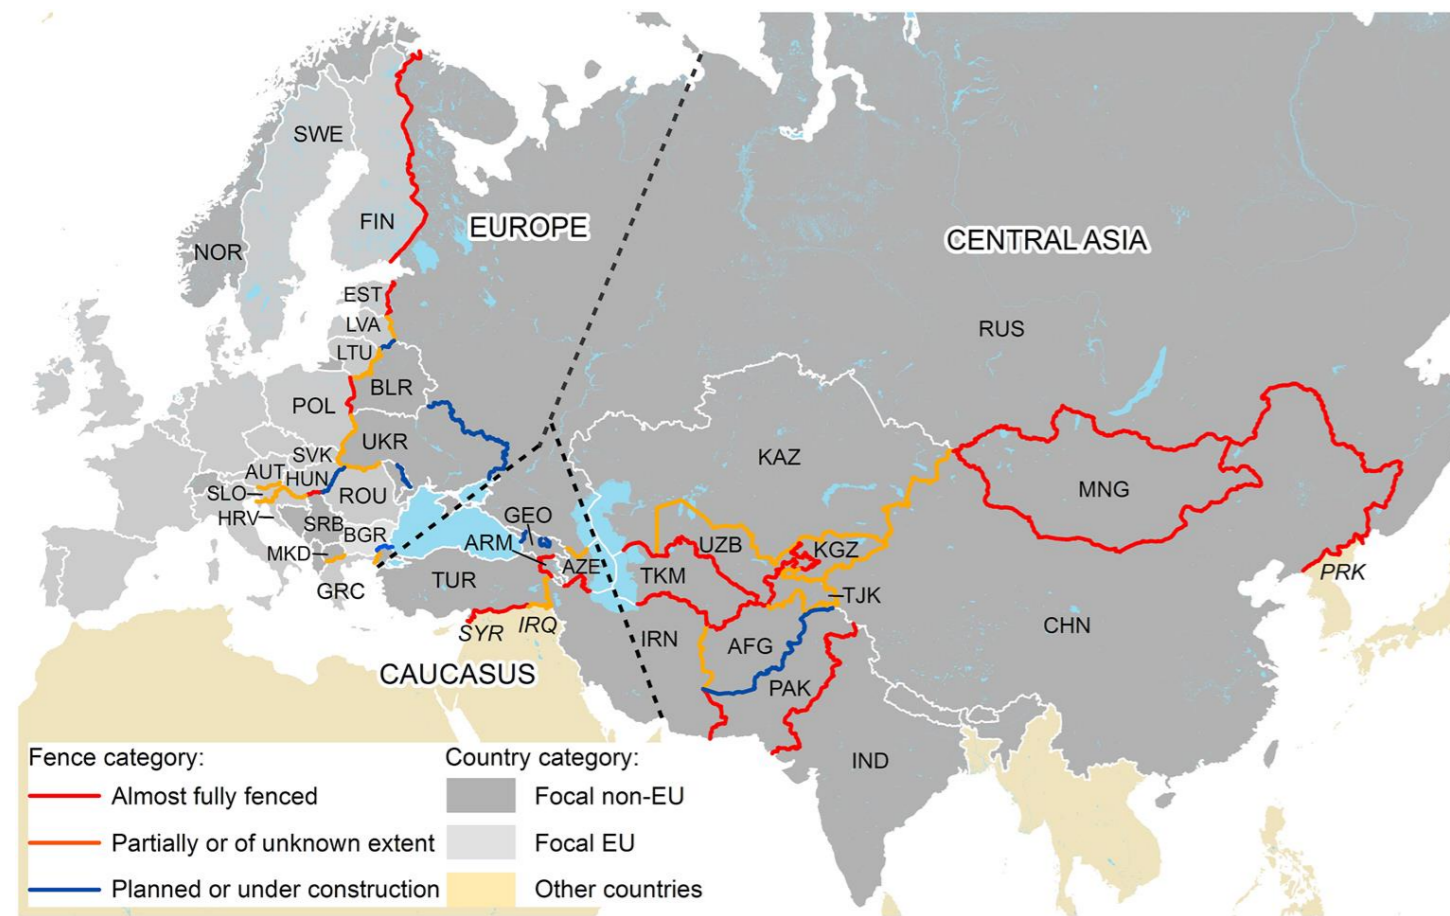 SWE
FIN
EUROPE
NOR
CENTRAL ASIA
EST
LVA
RUS
LTU
BLR
POL
UKR
SVK
KAZ
AUT
HUN
SLO
ROU
MNG
HRV
SRB
GEO
BGR
ARM
UZB
KGZ
MKD
AZE
TKM
PRK
TUR
GRC
TJK
SYR
IRQ
IRN
AFG
CHN
CAUCASUS
PAK
IND
Fence category:
Almost fully fenced
Partially or of unknown extent
Planned or under construction
Country category:
Focal non-EU
Focal EU
Other countries